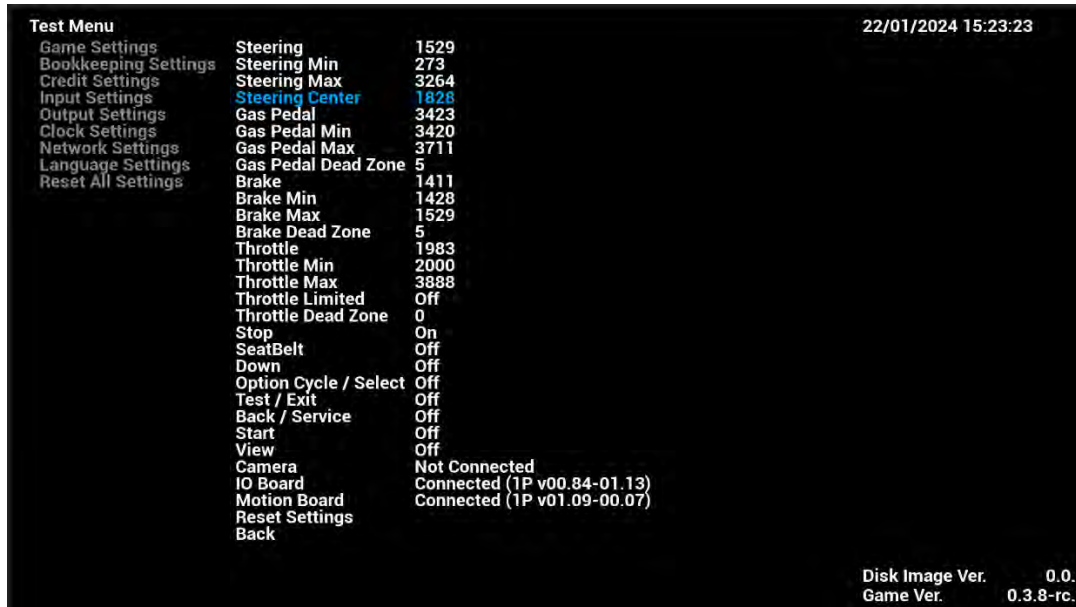 Test Menu 22/01/2024 15:23:23
Game Settings Steering 1529
Bookkeeping Settings Steering Min 273
Credit Settings Steering Max 3264
Input Settings Steering Center 1828
Output Settings Gas Pedal 3423
Clock Settings Gas Pedal Min 3420
Network Settings Gas Pedal Max 3711
Language Settings Gas Pedal Dead Zone 5
Reset All Settings Brake 1411
Brake Min 1428
Brake Max 1529
Brake Dead Zone 5
Throttle 1983
Throttle Min 2000
Throttle Max 3888
Throttle Limited Off
Throttle Dead Zone 0
Stop On
SeatBelt Off
Down Off
Option Cycle / Select Off
Test / Exit Off
Back / Service Off
Start Off
View Off
Camera Not Connected
IO Board Connected (1P v00.84-01.13)
Motion Board Connected (1P v01.09-00.07)
Reset Settings
Back
Disk Image Ver. 0.0.
Game Ver. 0.3.8-rc.